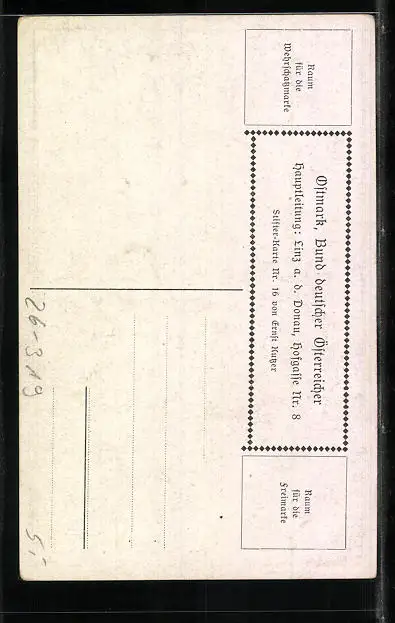 Raum
für die
Wehrschatzmarke
Ostmark, Bund deutscher Österreicher
Hauptleitung: Linz a. d. Donau, Hofgasse Nr. 8
Stifter-Karte Nr. 16 von Ernst Kutzer
Raum
für die
Freimarke
26-3 19
5,-